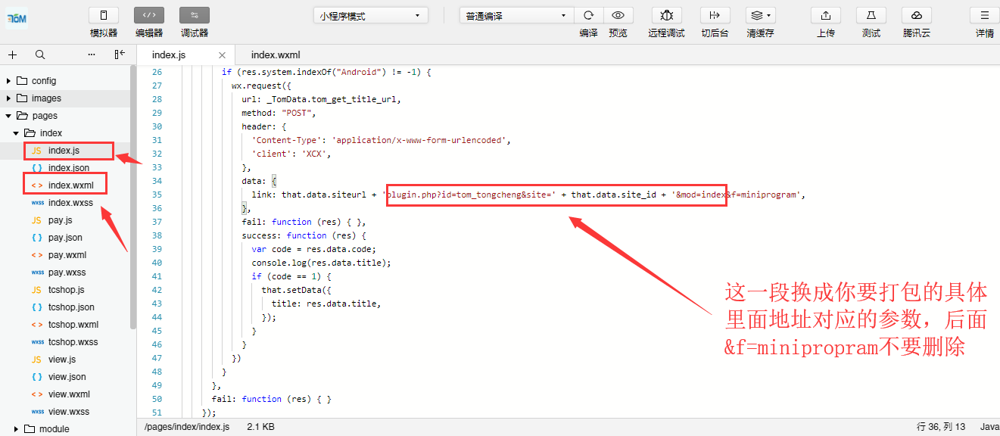 TOM
小程序模式
普通编译
模拟器 编辑器 调试器 编译 预览 远程调试 切后台 清缓存 上传 测试 腾讯云 详情
index.js
index.wxml
config
images
pages
index
JS index.js
{ } index.json
<> index.wxml
wxss index.wxss
JS pay.js
{ } pay.json
<> pay.wxml
wxss pay.wxss
JS tcshop.js
{ } tcshop.json
<> tcshop.wxml
wxss tcshop.wxss
JS view.js
{ } view.json
<> view.wxml
wxss view.wxss
module
26 if (res.system.indexOf("Android") != -1) {
27 wx.request({
28 url: _TomData.tom_get_title_url,
29 method: "POST",
30 header: {
31 'Content-Type': 'application/x-www-form-urlencoded',
32 'client': 'XCX',
33 },
34 data: {
35 link: that.data.siteurl + 'plugin.php?id=tom_tongcheng&site=' + that.data.site_id + '&mod=index&f=miniprogram',
36 },
37 fail: function (res) { },
38 success: function (res) {
39 var code = res.data.code;
40 console.log(res.data.title);
41 if (code == 1) {
42 that.setData({
43 title: res.data.title,
44 });
45 }
46 }
47 })
48 }
49 },
50 fail: function (res) { }
51 });
这一段换成你要打包的具体
里面地址对应的参数，后面
&f=minipropram不要删除
/pages/index/index.js 2.1 KB
行 36, 列 13 Java